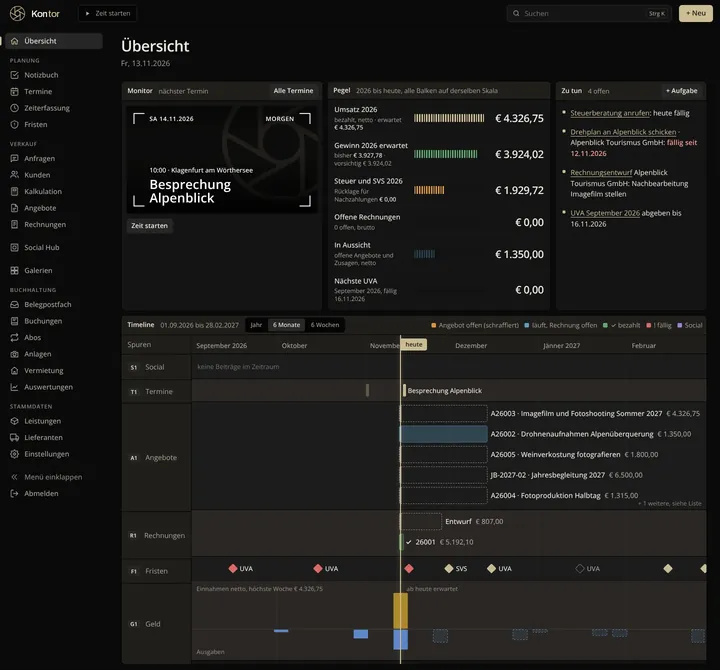 Kontor
Zeit starten
Suchen
Strg K
+ Neu
Übersicht
PLANUNG
Notizbuch
Termine
Zeiterfassung
Fristen
VERKAUF
Anfragen
Kunden
Kalkulation
Angebote
Rechnungen
Social Hub
Galerien
BUCHHALTUNG
Belegpostfach
Buchungen
Abos
Anlagen
Vermietung
Auswertungen
STAMMDATEN
Leistungen
Lieferanten
Einstellungen
Menü einklappen
Abmelden
Übersicht
Fr, 13.11.2026
Monitor nächster Termin
Alle Termine
SA 14.11.2026
MORGEN
10:00 · Klagenfurt am Wörthersee
Besprechung
Alpenblick
Zeit starten
Pegel 2026 bis heute, alle Balken auf derselben Skala
Umsatz 2026
bezahlt, netto · erwartet
€ 4.326,75
€ 4.326,75
Gewinn 2026 erwartet
bisher € 3.927,78 ·
vorsichtig € 3.924,02
€ 3.924,02
Steuer und SVS 2026
Rücklage für
Nachzahlungen € 0,00
€ 1.929,72
Offene Rechnungen
0 offen, brutto
€ 0,00
In Aussicht
offene Angebote und
Zusagen, netto
€ 1.350,00
Nächste UVA
September 2026, fällig
16.11.2026
€ 0,00
Zu tun 4 offen
+ Aufgabe
Steuerberatung anrufen: heute fällig
Drehplan an Alpenblick schicken ·
Alpenblick Tourismus GmbH: fällig seit
12.11.2026
Rechnungsentwurf Alpenblick
Tourismus GmbH: Nachbearbeitung
Imagefilm stellen
UVA September 2026 abgeben bis
16.11.2026
Timeline 01.09.2026 bis 28.02.2027
Jahr
6 Monate
6 Wochen
Angebot offen (schraffiert)
läuft, Rechnung offen
✓ bezahlt
! fällig
Social
Spuren
September 2026
Oktober
Novembe
heute
Dezember
Jänner 2027
Februar
S1 Social
keine Beiträge im Zeitraum
T1 Termine
Besprechung Alpenblick
A1 Angebote
A26003 · Imagefilm und Fotoshooting Sommer 2027 € 4.326,75
A26002 · Drohnenaufnahmen Alpenüberquerung € 1.350,00
A26005 · Weinverkostung fotografieren € 1.800,00
JB-2027-02 · Jahresbegleitung 2027 € 6.500,00
A26004 · Fotoproduktion Halbtag € 1.315,00
+ 1 weitere, siehe Liste
R1 Rechnungen
Entwurf € 807,00
✓ 26001 € 5.192,10
F1 Fristen
UVA
UVA
SVS
UVA
UVA
G1 Geld
Einnahmen netto, höchste Woche € 4.326,75
ab heute erwartet
Ausgaben